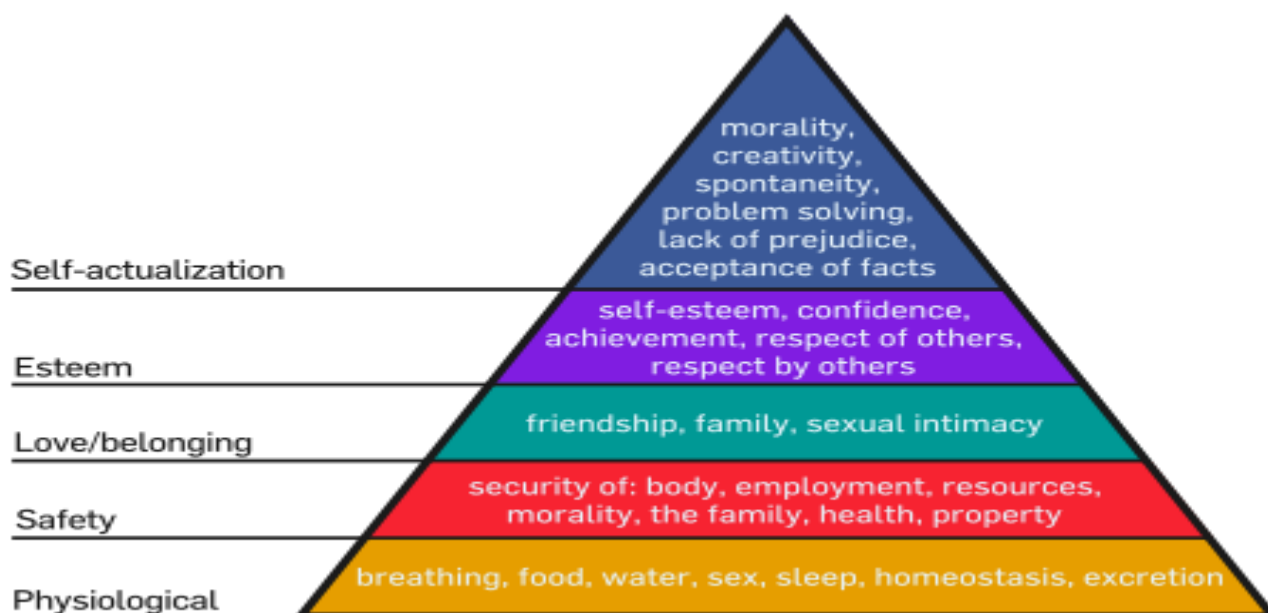 morality,
creativity,
spontaneity,
problem solving,
lack of prejudice,
acceptance of facts
Self-actualization
self-esteem, confidence,
achievement, respect of others,
respect by others
Esteem
friendship, family, sexual intimacy
Love/belonging
security of: body, employment, resources,
morality, the family, health, property
Safety
breathing, food, water, sex, sleep, homeostasis, excretion
Physiological